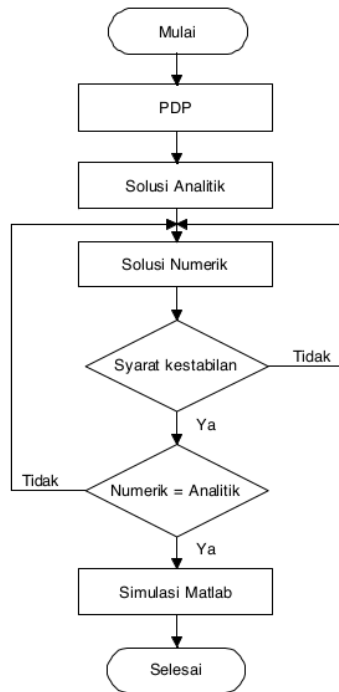 Mulai
PDP
Solusi Analitik
Solusi Numerik
Syarat kestabilan
Tidak
Ya
Tidak
Numerik = Analitik
Ya
Simulasi Matlab
Selesai